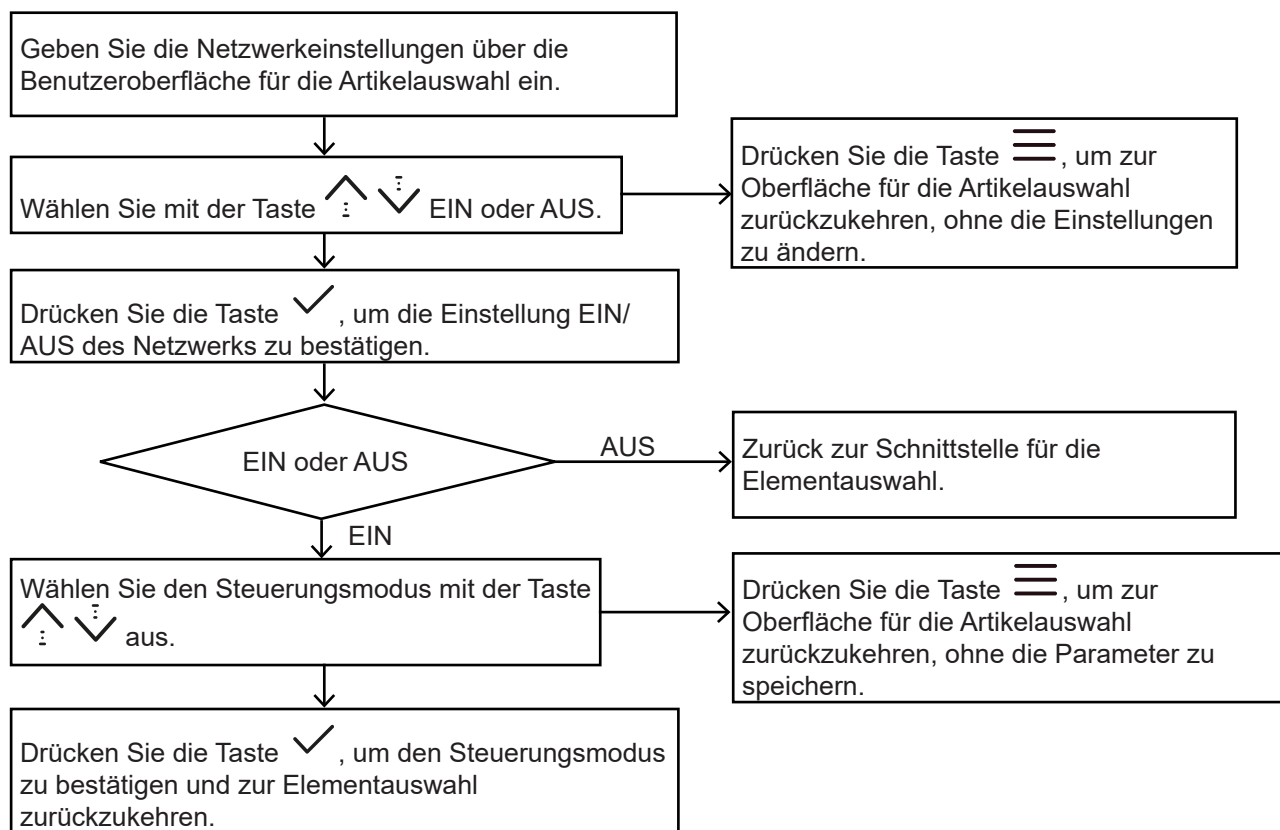 Geben Sie die Netzwerkeinstellungen über die
Benutzeroberfläche für die Artikelauswahl ein.
Wählen Sie mit der Taste EIN oder AUS.
Drücken Sie die Taste , um zur
Oberfläche für die Artikelauswahl
zurückzukehren, ohne die Einstellungen
zu ändern.
Drücken Sie die Taste , um die Einstellung EIN/
AUS des Netzwerks zu bestätigen.
EIN oder AUS
AUS
Zurück zur Schnittstelle für die
Elementauswahl.
EIN
Wählen Sie den Steuerungsmodus mit der Taste
aus.
Drücken Sie die Taste , um zur
Oberfläche für die Artikelauswahl
zurückzukehren, ohne die Parameter zu
speichern.
Drücken Sie die Taste , um den Steuerungsmodus
zu bestätigen und zur Elementauswahl
zurückzukehren.